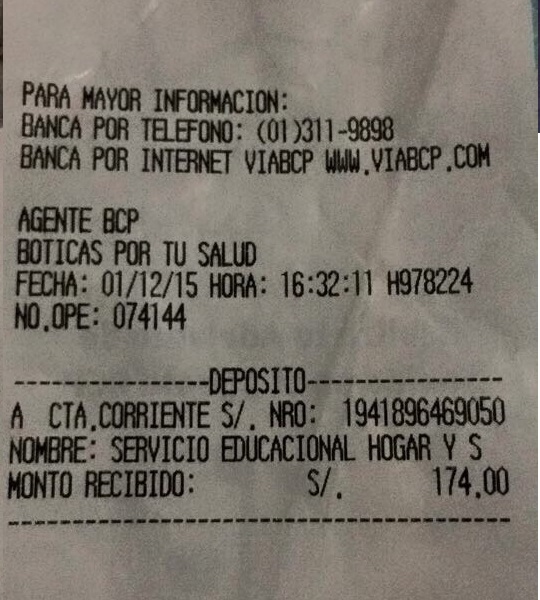 PARA MAYOR INFORMACION:
BANCA POR TELEFONO: (01)311-9898
BANCA POR INTERNET VIABCP WWW.VIABCP.COM
AGENTE BCP
BOTICAS POR TU SALUD
FECHA: 01/12/15 HORA: 16:32:11 H978224
NO.OPE: 074144
----------------DEPOSITO----------------
A CTA.CORRIENTE S/. NRO: 1941896469050
NOMBRE: SERVICIO EDUCACIONAL HOGAR Y S
MONTO RECIBIDO: S/. 174.00
----------------------------------------